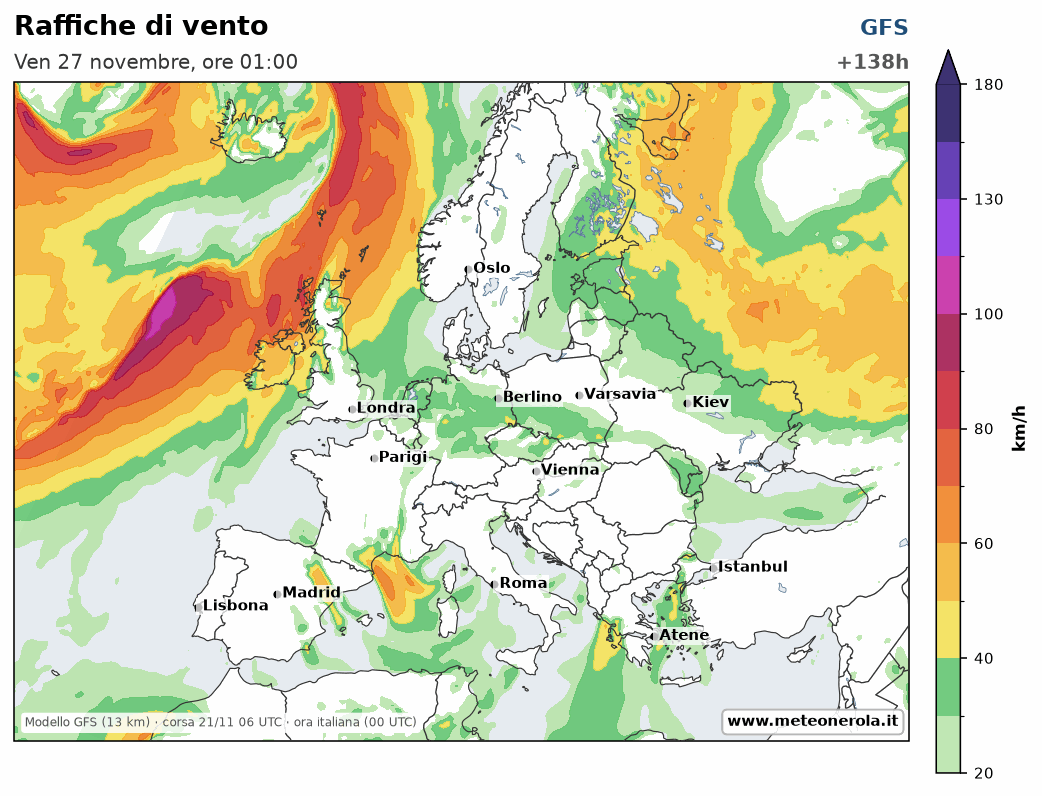 Raffiche di vento
GFS
Ven 27 novembre, ore 01:00
+138h
180
130
100
80
60
40
20
km/h
Oslo
Berlino
Varsavia
Kiev
Londra
Parigi
Vienna
Istanbul
Roma
Madrid
Lisbona
Atene
Modello GFS (13 km) · corsa 21/11 06 UTC · ora italiana (00 UTC)
www.meteonerola.it